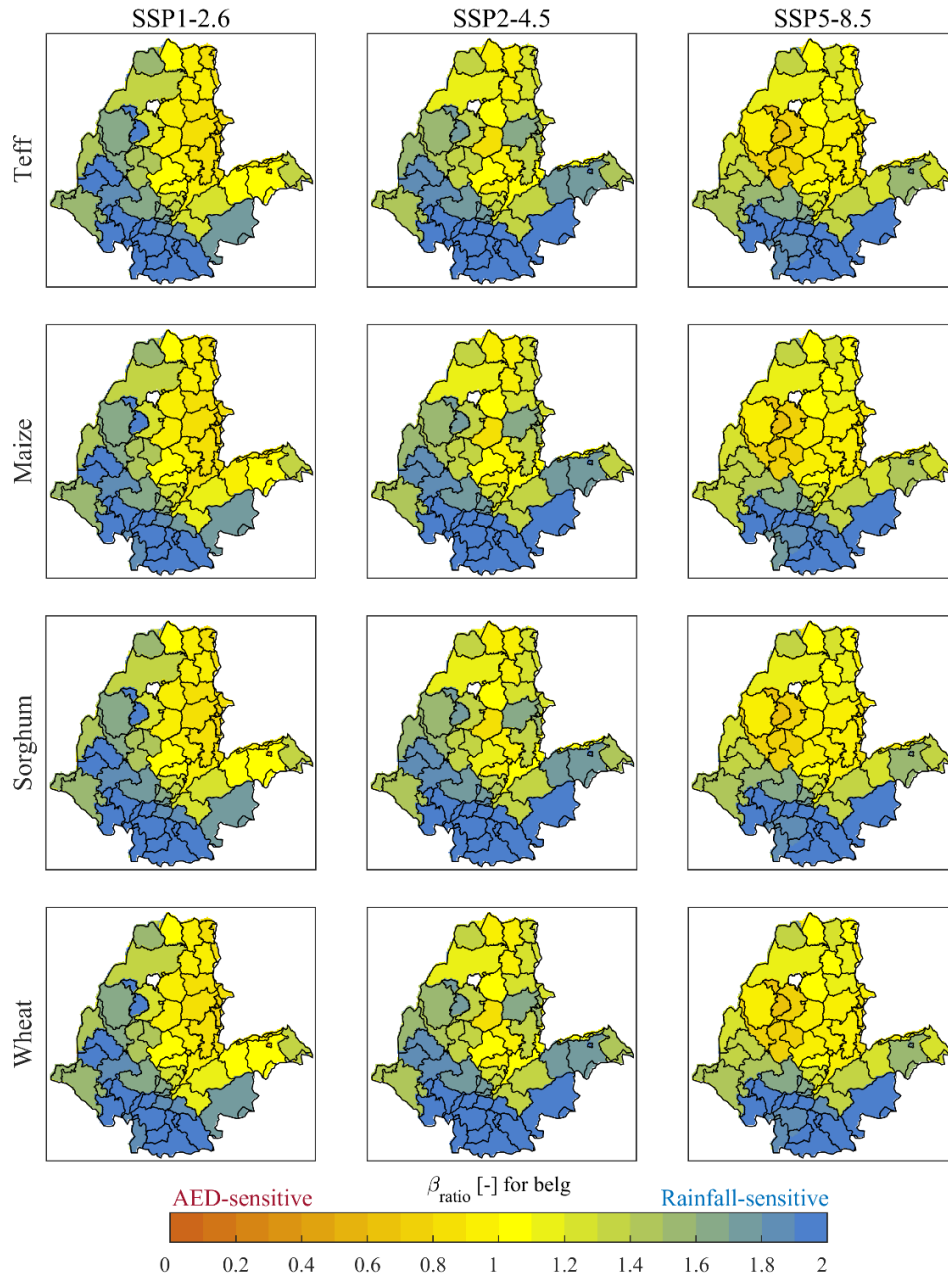 SSP1-2.6 SSP2-4.5 SSP5-8.5
Teff
Maize
Sorghum
Wheat
β_ratio [-] for belg
AED-sensitive Rainfall-sensitive
0 0.2 0.4 0.6 0.8 1 1.2 1.4 1.6 1.8 2